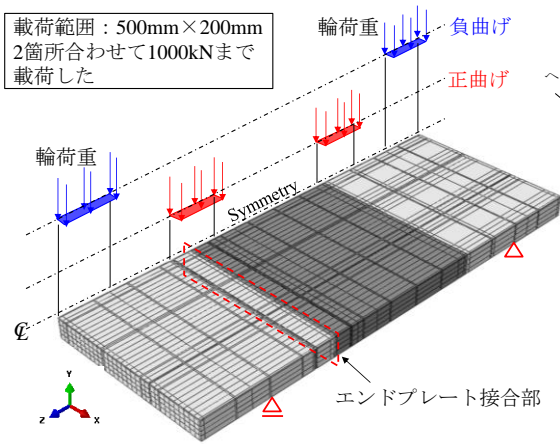 載荷範囲：500mm×200mm
2箇所合わせて1000kNまで
載荷した
輪荷重
負曲げ
正曲げ
輪荷重
Symmetry
℄
エンドプレート接合部
Y
Z
X